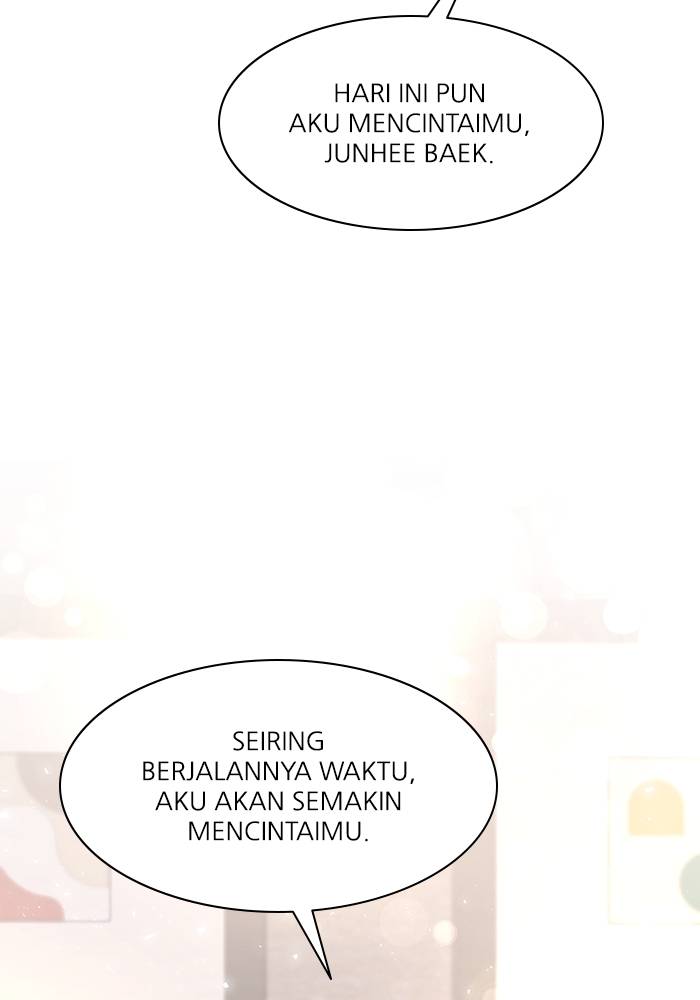 HARI INI PUN
AKU MENCINTAIMU,
JUNHEE BAEK.
SEIRING
BERJALANNYA WAKTU,
AKU AKAN SEMAKIN
MENCINTAIMU.